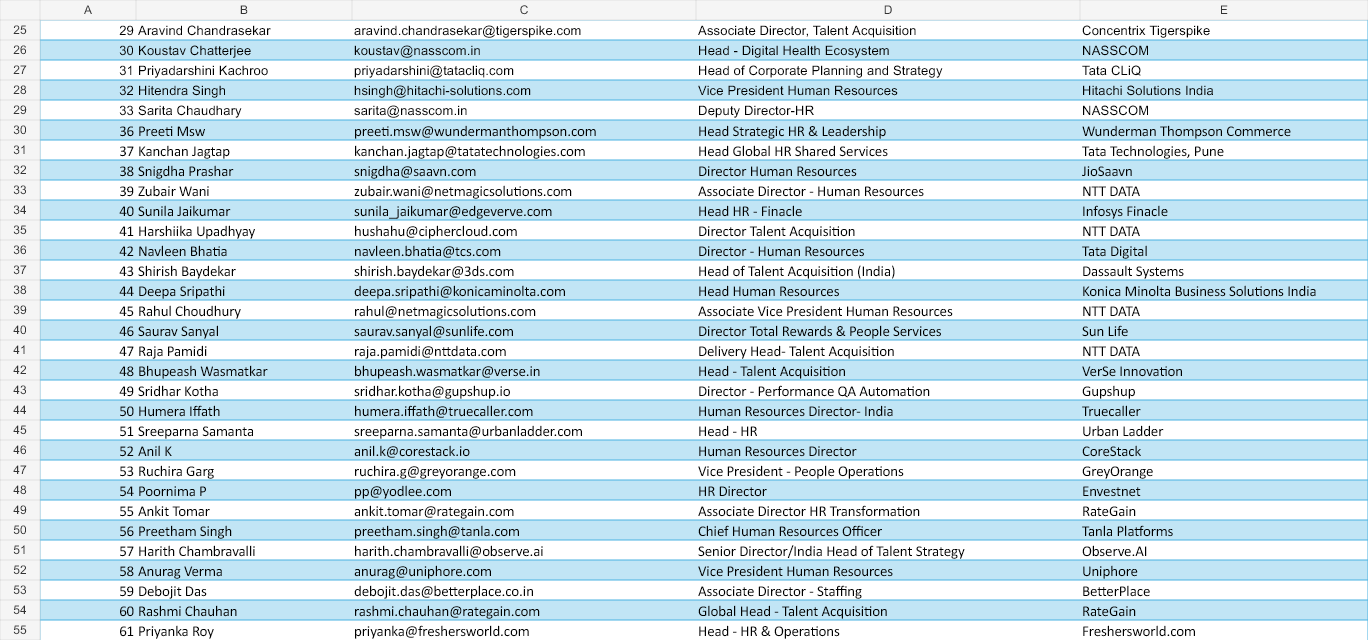 A B C D E
25 29 Aravind Chandrasekar aravind.chandrasekar@tigerspike.com Associate Director, Talent Acquisition Concentrix Tigerspike
26 30 Koustav Chatterjee koustav@nasscom.in Head - Digital Health Ecosystem NASSCOM
27 31 Priyadarshini Kachroo priyadarshini@tatacliq.com Head of Corporate Planning and Strategy Tata CLiQ
28 32 Hitendra Singh hsingh@hitachi-solutions.com Vice President Human Resources Hitachi Solutions India
29 33 Sarita Chaudhary sarita@nasscom.in Deputy Director-HR NASSCOM
30 36 Preeti Msw preeti.msw@wundermanthompson.com Head Strategic HR & Leadership Wunderman Thompson Commerce
31 37 Kanchan Jagtap kanchan.jagtap@tatatechnologies.com Head Global HR Shared Services Tata Technologies, Pune
32 38 Snigdha Prashar snigdha@saavn.com Director Human Resources JioSaavn
33 39 Zubair Wani zubair.wani@netmagicsolutions.com Associate Director - Human Resources NTT DATA
34 40 Sunila Jaikumar sunila_jaikumar@edgeverve.com Head HR - Finacle Infosys Finacle
35 41 Harshiika Upadhyay hushahu@ciphercloud.com Director Talent Acquisition NTT DATA
36 42 Navleen Bhatia navleen.bhatia@tcs.com Director - Human Resources Tata Digital
37 43 Shirish Baydekar shirish.baydekar@3ds.com Head of Talent Acquisition (India) Dassault Systems
38 44 Deepa Sripathi deepa.sripathi@konicaminolta.com Head Human Resources Konica Minolta Business Solutions India
39 45 Rahul Choudhury rahul@netmagicsolutions.com Associate Vice President Human Resources NTT DATA
40 46 Saurav Sanyal saurav.sanyal@sunlife.com Director Total Rewards & People Services Sun Life
41 47 Raja Pamidi raja.pamidi@nttdata.com Delivery Head- Talent Acquisition NTT DATA
42 48 Bhupeash Wasmatkar bhupeash.wasmatkar@verse.in Head - Talent Acquisition VerSe Innovation
43 49 Sridhar Kotha sridhar.kotha@gupshup.io Director - Performance QA Automation Gupshup
44 50 Humera Iffath humera.iffath@truecaller.com Human Resources Director- India Truecaller
45 51 Sreeparna Samanta sreeparna.samanta@urbanladder.com Head - HR Urban Ladder
46 52 Anil K anil.k@corestack.io Human Resources Director CoreStack
47 53 Ruchira Garg ruchira.g@greyorange.com Vice President - People Operations GreyOrange
48 54 Poornima P pp@yodlee.com HR Director Envestnet
49 55 Ankit Tomar ankit.tomar@rategain.com Associate Director HR Transformation RateGain
50 56 Preetham Singh preetham.singh@tanla.com Chief Human Resources Officer Tanla Platforms
51 57 Harith Chambravalli harith.chambravalli@observe.ai Senior Director/India Head of Talent Strategy Observe.AI
52 58 Anurag Verma anurag@uniphore.com Vice President Human Resources Uniphore
53 59 Debojit Das debojit.das@betterplace.co.in Associate Director - Staffing BetterPlace
54 60 Rashmi Chauhan rashmi.chauhan@rategain.com Global Head - Talent Acquisition RateGain
55 61 Priyanka Roy priyanka@freshersworld.com Head - HR & Operations Freshersworld.com